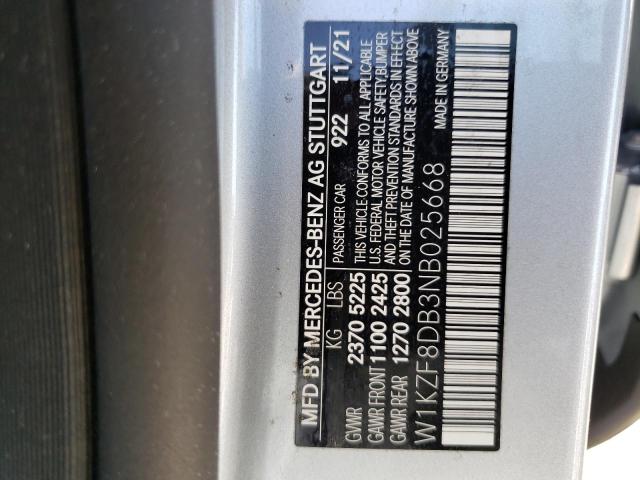 MFD BY MERCEDES-BENZ AG STUTTGART
KG LBS PASSENGER CAR 922 11/21
GVWR 2370 5225 THIS VEHICLE CONFORMS TO ALL APPLICABLE
GAWR FRONT 1100 2425 U.S. FEDERAL MOTOR VEHICLE SAFETY,BUMPER
GAWR REAR 1270 2800 AND THEFT PREVENTION STANDARDS IN EFFECT
ON THE DATE OF MANUFACTURE SHOWN ABOVE
W1KZF8DB3NB025668 MADE IN GERMANY